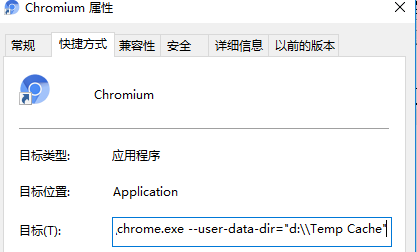 Chromium 属性
常规 快捷方式 兼容性 安全 详细信息 以前的版本
Chromium
目标类型: 应用程序
目标位置: Application
目标(T): chrome.exe --user-data-dir="d:\\Temp Cache"